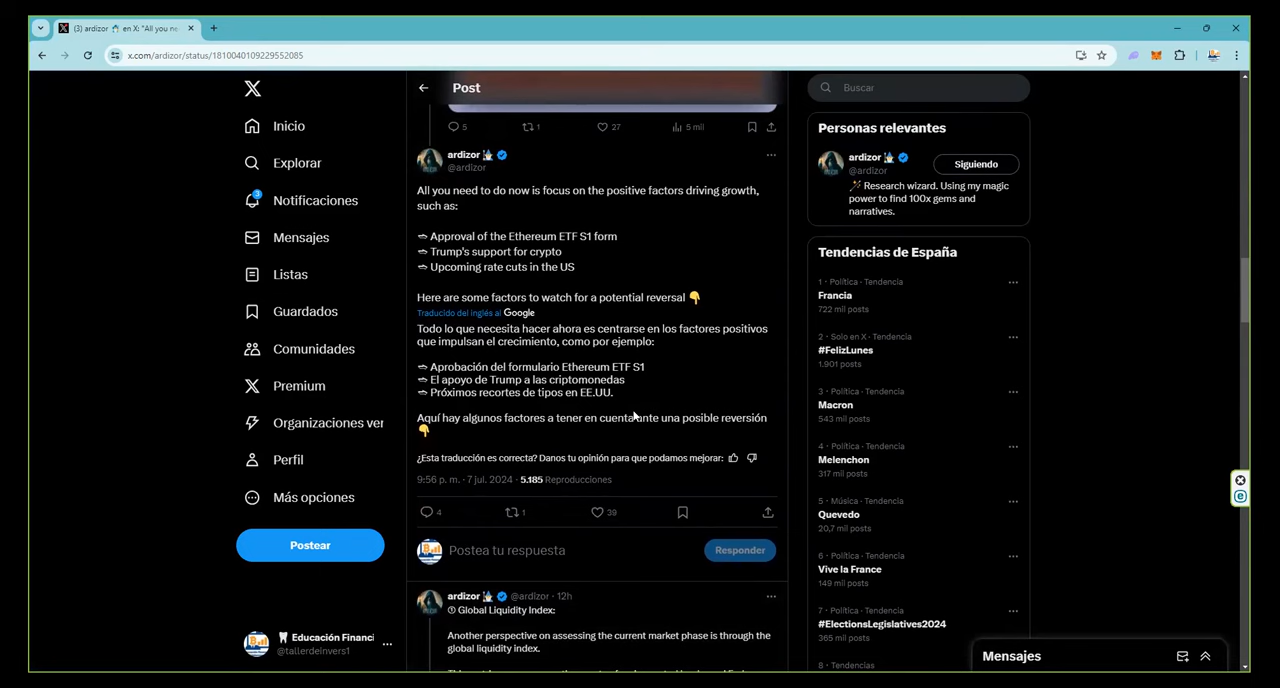 (3) ardizor en X: "All you ne
x.com/ardizor/status/1810040109229552085
Inicio
Explorar
3
Notificaciones
Mensajes
Listas
Guardados
Comunidades
Premium
Organizaciones ver
Perfil
Más opciones
Postear
Educación Financi
@tallerdeinvers1
Post
5
1
27
5 mil
ardizor
@ardizor
All you need to do now is focus on the positive factors driving growth,
such as:
⇨ Approval of the Ethereum ETF S1 form
⇨ Trump's support for crypto
⇨ Upcoming rate cuts in the US
Here are some factors to watch for a potential reversal 👇
Traducido del inglés al Google
Todo lo que necesita hacer ahora es centrarse en los factores positivos
que impulsan el crecimiento, como por ejemplo:
⇨ Aprobación del formulario Ethereum ETF S1
⇨ El apoyo de Trump a las criptomonedas
⇨ Próximos recortes de tipos en EE.UU.
Aquí hay algunos factores a tener en cuenta ante una posible reversión
👇
¿Esta traducción es correcta? Danos tu opinión para que podamos mejorar:
9:56 p. m. · 7 jul. 2024 · 5.185 Reproducciones
4
1
39
Postea tu respuesta
Responder
ardizor @ardizor · 12h
① Global Liquidity Index:
Another perspective on assessing the current market phase is through the
global liquidity index.
Buscar
Personas relevantes
ardizor
@ardizor
Siguiendo
🪄 Research wizard. Using my magic
power to find 100x gems and
narratives.
Tendencias de España
1 · Política · Tendencia
Francia
722 mil posts
2 · Solo en X · Tendencia
#FelizLunes
1.901 posts
3 · Política · Tendencia
Macron
543 mil posts
4 · Política · Tendencia
Melenchon
317 mil posts
5 · Música · Tendencia
Quevedo
20,7 mil posts
6 · Política · Tendencia
Vive la France
149 mil posts
7 · Política · Tendencia
#ElectionsLegislatives2024
365 mil posts
8 · Tendencias
Mensajes